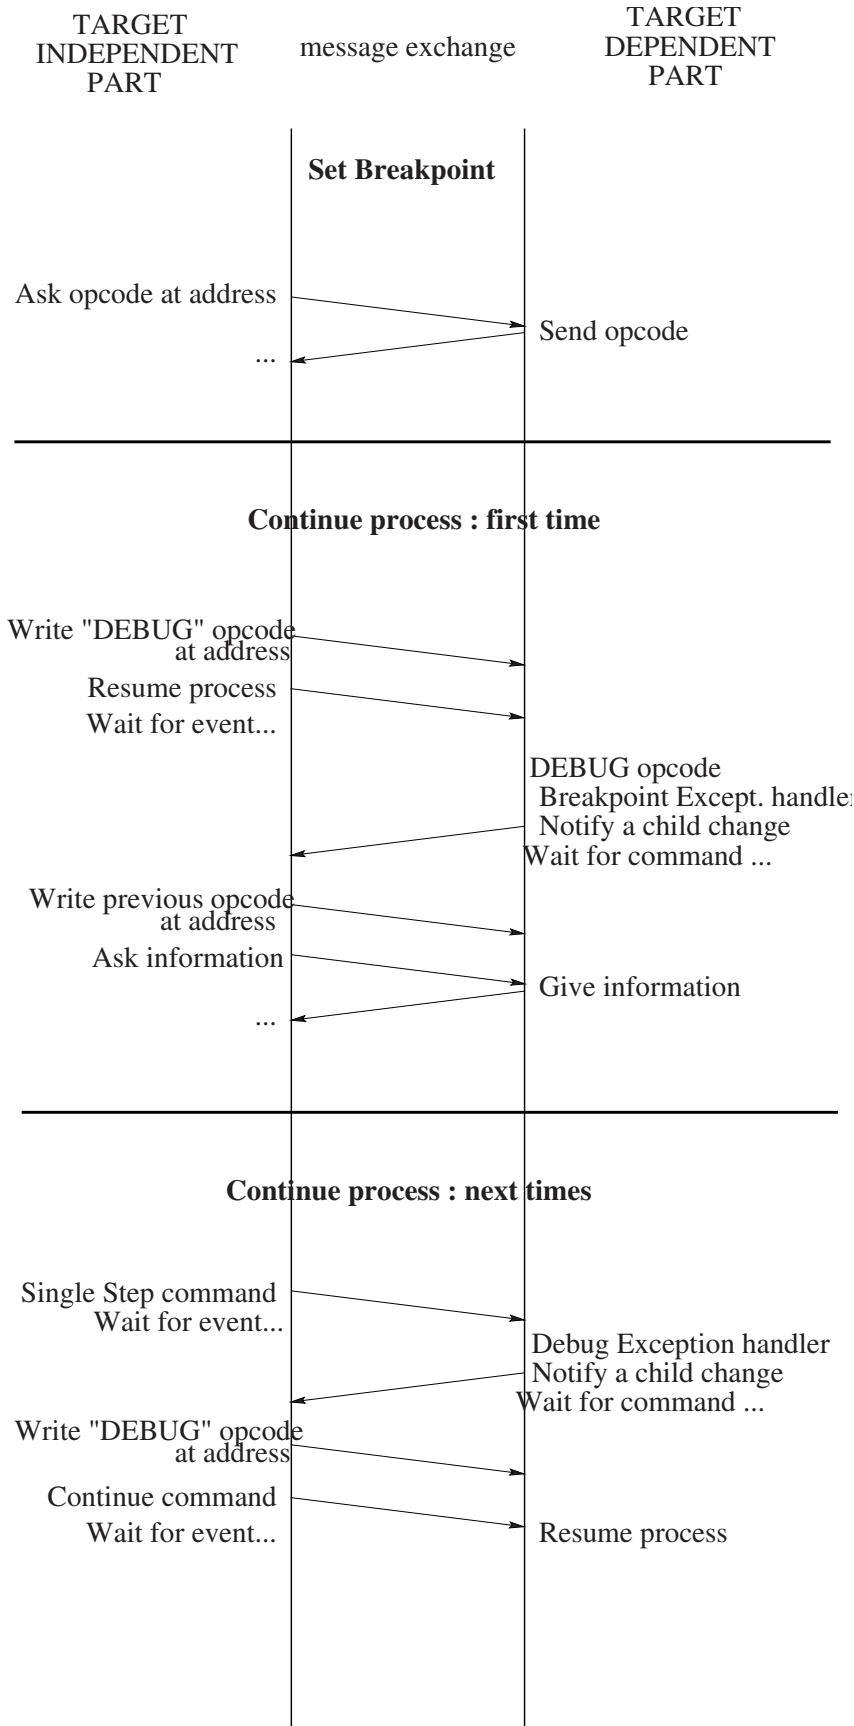 TARGET
INDEPENDENT
PART
message exchange
TARGET
DEPENDENT
PART
Set Breakpoint
Ask opcode at address
Send opcode
...
Continue process : first time
Write "DEBUG" opcode
at address
Resume process
Wait for event...
DEBUG opcode
Breakpoint Except. handler
Notify a child change
Wait for command ...
Write previous opcode
at address
Ask information
Give information
...
Continue process : next times
Single Step command
Wait for event...
Debug Exception handler
Notify a child change
Wait for command ...
Write "DEBUG" opcode
at address
Continue command
Wait for event...
Resume process